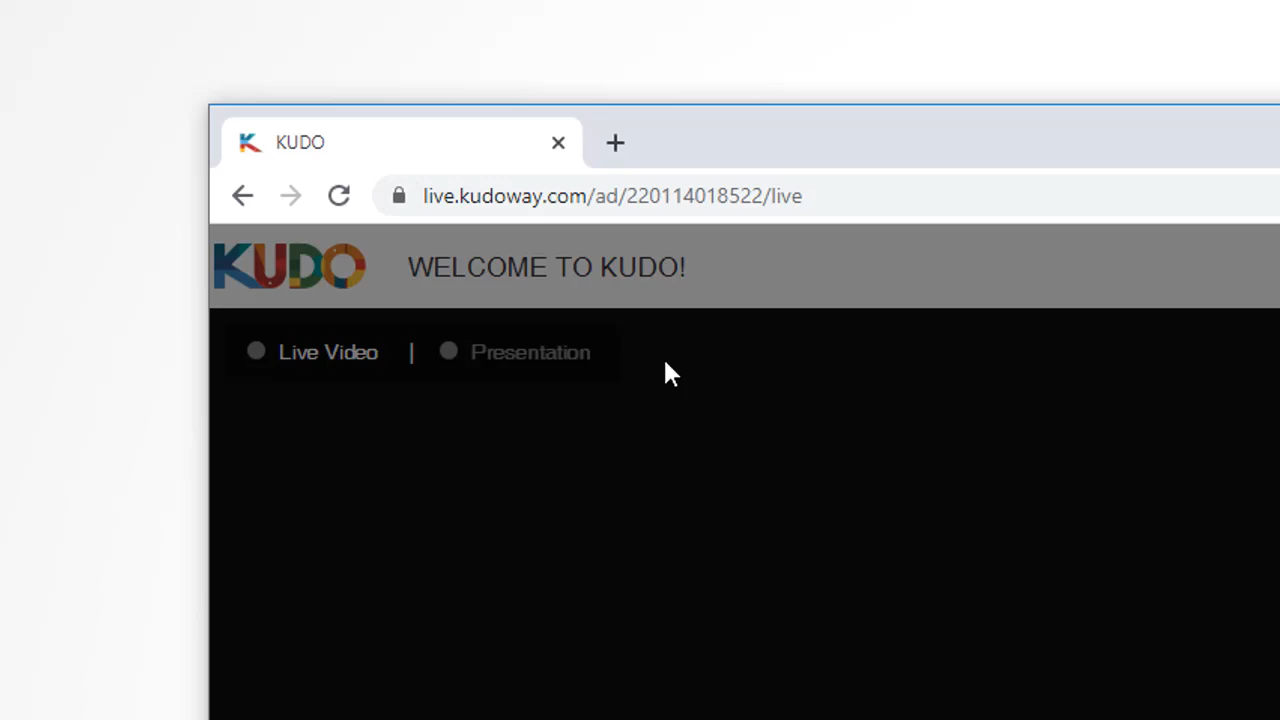 KUDO
live.kudoway.com/ad/220114018522/live
KUDO WELCOME TO KUDO!
Live Video | Presentation